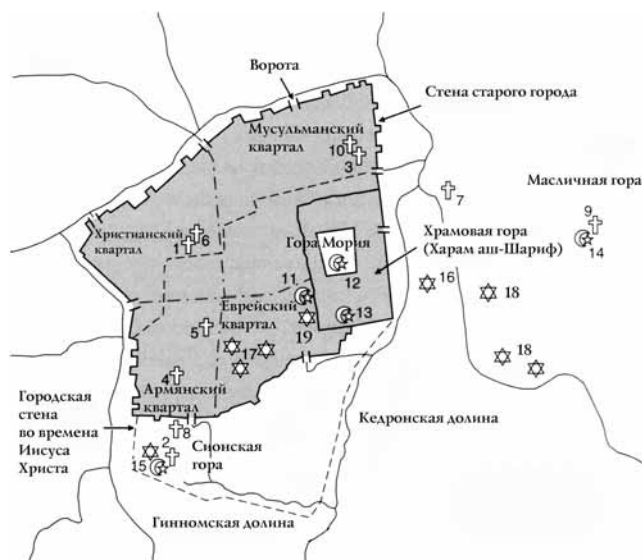 Ворота
Стена старого города
Мусульманский
квартал
10
3
Масличная гора
7
9
14
Христианский
квартал
1
6
Гора Мория
12
Храмовая гора
(Харам аш-Шариф)
11
16
18
Еврейский
квартал
13
19
5
17
18
4
Армянский
квартал
Городская
стена
во времена
Иисуса
Христа
8
2
15
Сионская
гора
Кедронская долина
Гинномская долина